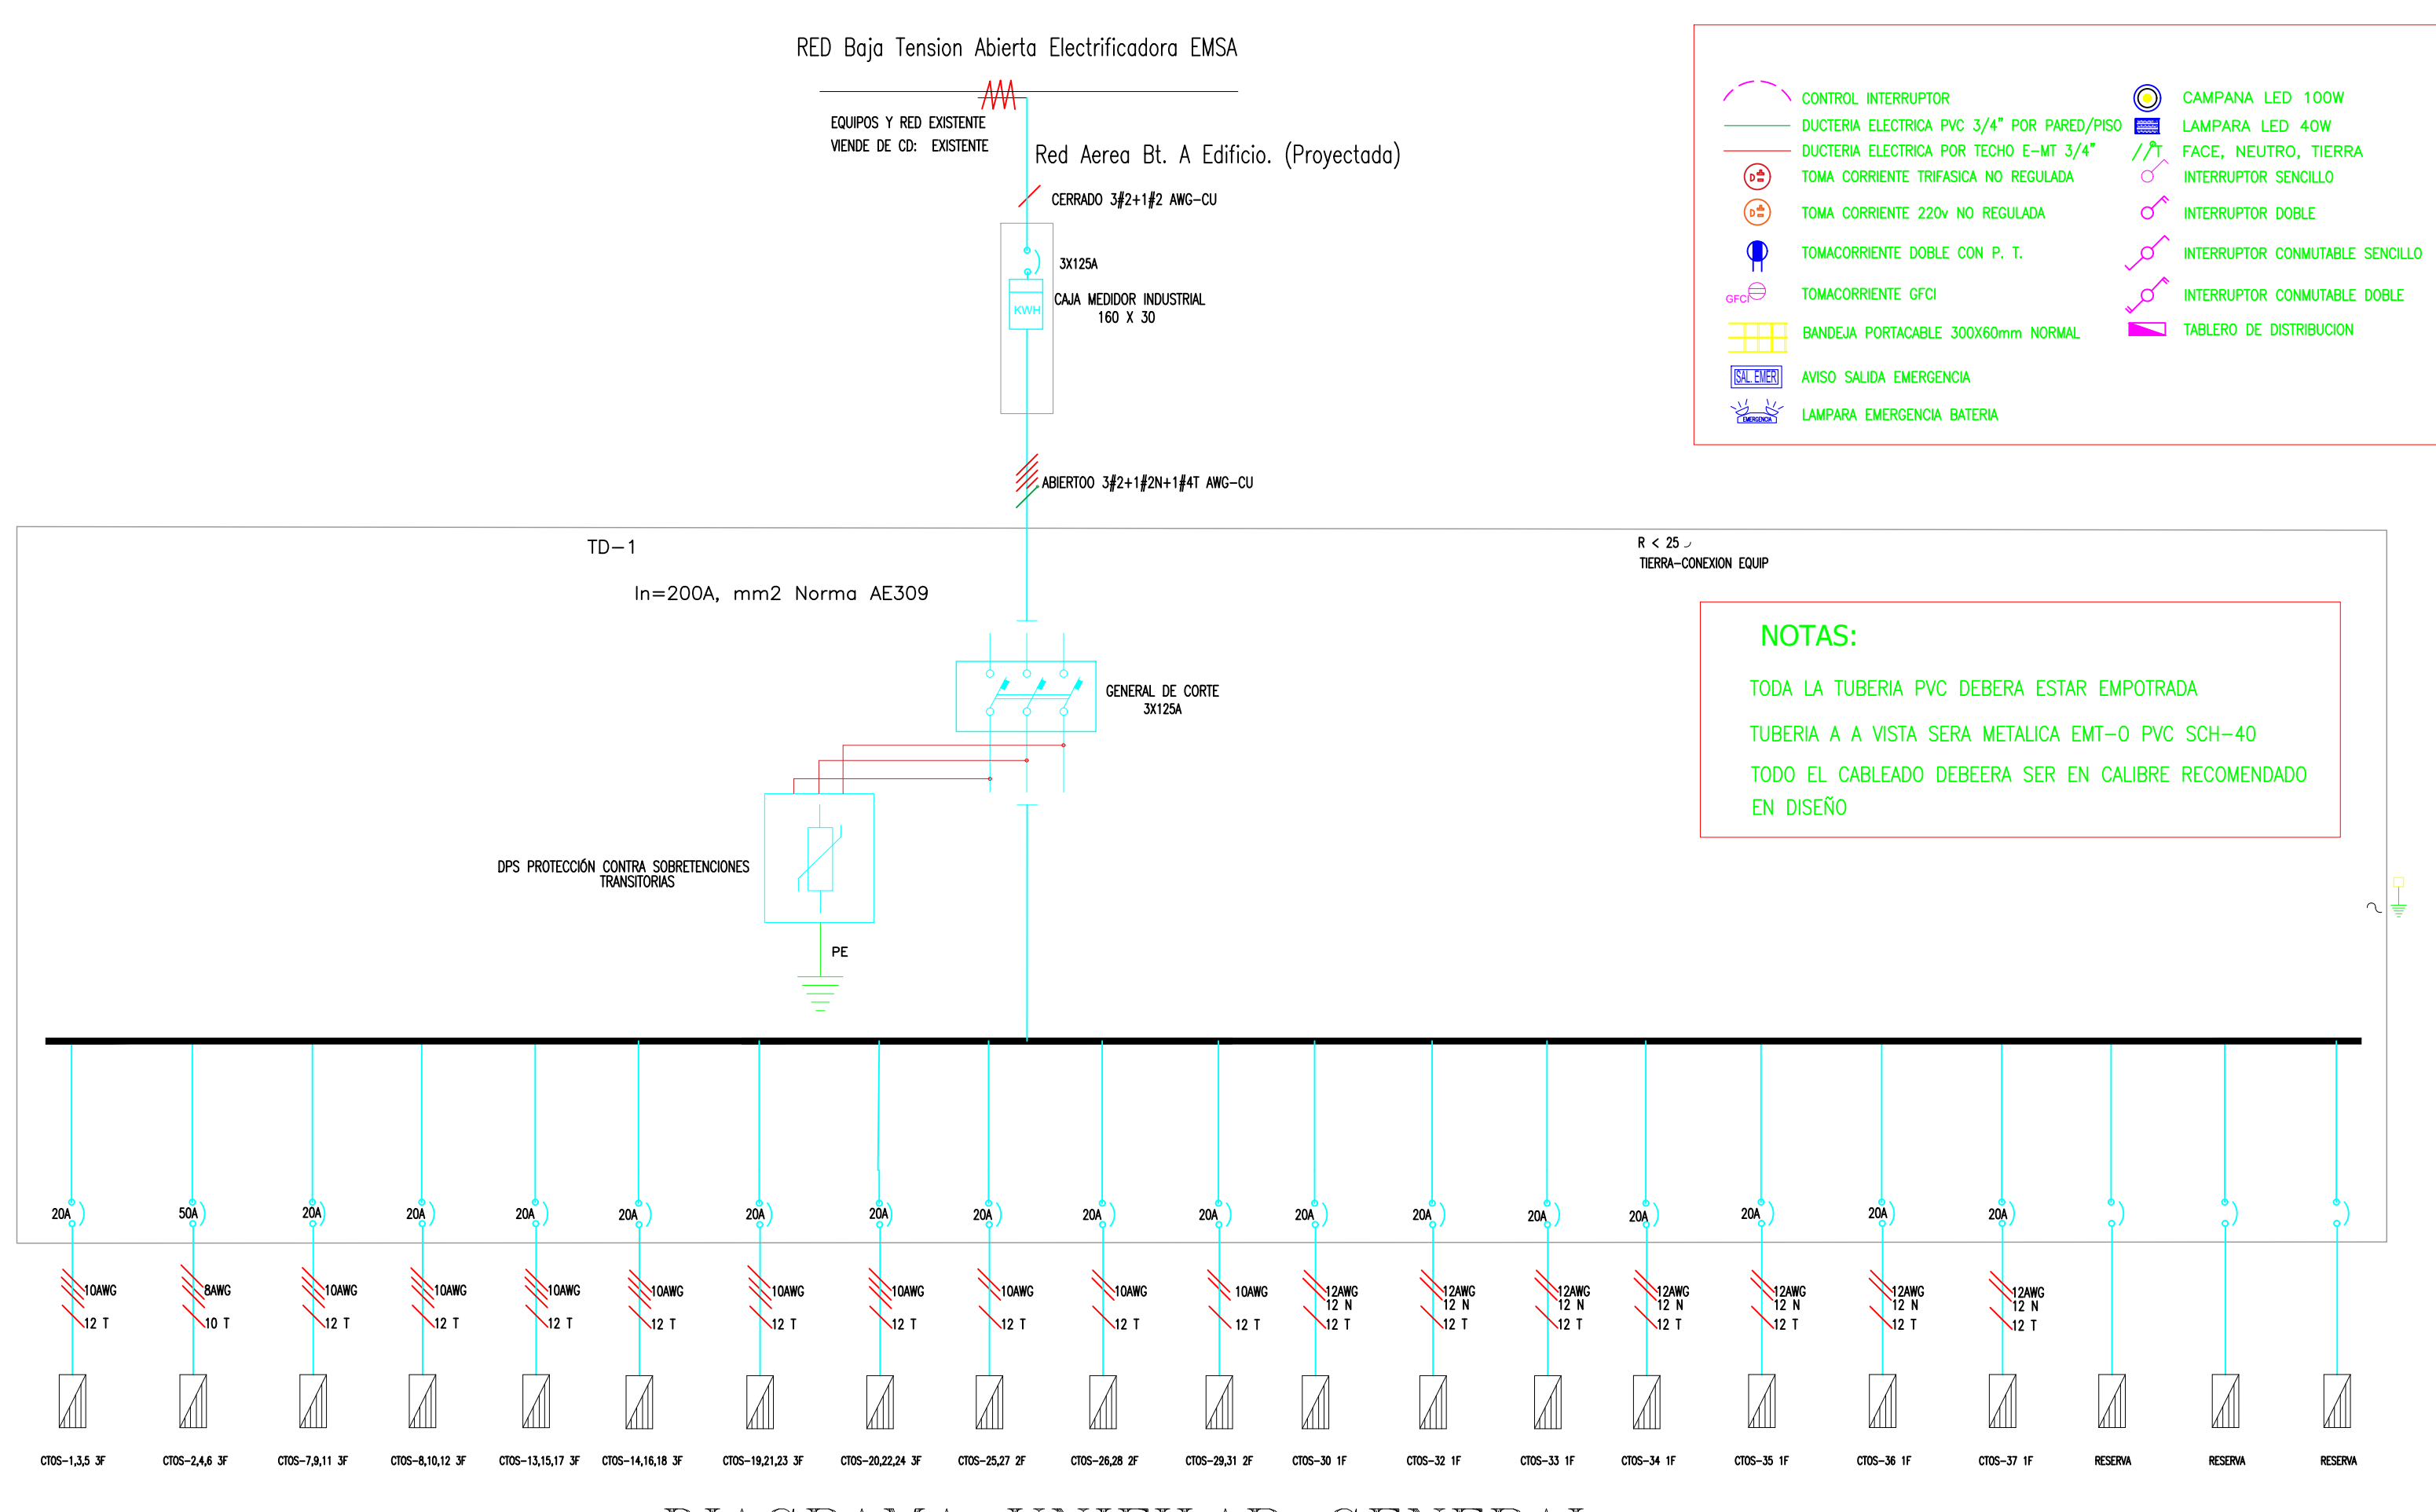 RED Baja Tension Abierta Electrificadora EMSA
EQUIPOS Y RED EXISTENTE
VIENDE DE CD: EXISTENTE
Red Aerea Bt. A Edificio. (Proyectada)
CERRADO 3#2+1#2 AWG-CU
3X125A
KWH
CAJA MEDIDOR INDUSTRIAL
160 X 30
ABIERTOO 3#2+1#2N+1#4T AWG-CU
CONTROL INTERRUPTOR
DUCTERIA ELECTRICA PVC 3/4" POR PARED/PISO
DUCTERIA ELECTRICA POR TECHO E-MT 3/4"
TOMA CORRIENTE TRIFASICA NO REGULADA
TOMA CORRIENTE 220v NO REGULADA
TOMACORRIENTE DOBLE CON P. T.
GFCI TOMACORRIENTE GFCI
BANDEJA PORTACABLE 300X60mm NORMAL
SAL. EMER AVISO SALIDA EMERGENCIA
EMERGENCIA LAMPARA EMERGENCIA BATERIA
CAMPANA LED 100W
LAMPARA LED 40W
T FACE, NEUTRO, TIERRA
INTERRUPTOR SENCILLO
INTERRUPTOR DOBLE
INTERRUPTOR CONMUTABLE SENCILLO
INTERRUPTOR CONMUTABLE DOBLE
TABLERO DE DISTRIBUCION
TD-1
In=200A, mm2 Norma AE309
R < 25
TIERRA-CONEXION EQUIP
GENERAL DE CORTE
3X125A
NOTAS:
TODA LA TUBERIA PVC DEBERA ESTAR EMPOTRADA
TUBERIA A A VISTA SERA METALICA EMT-O PVC SCH-40
TODO EL CABLEADO DEBEERA SER EN CALIBRE RECOMENDADO
EN DISEÑO
DPS PROTECCIÓN CONTRA SOBRETENCIONES
TRANSITORIAS
PE
20A 50A 20A 20A 20A 20A 20A 20A 20A 20A 20A 20A 20A 20A 20A 20A 20A 20A
10AWG 8AWG 10AWG 10AWG 10AWG 10AWG 10AWG 10AWG 10AWG 10AWG 10AWG 12AWG 12AWG 12AWG 12AWG 12AWG 12AWG 12AWG
12 N 12 N 12 N 12 N 12 N 12 N 12 N
12 T 10 T 12 T 12 T 12 T 12 T 12 T 12 T 12 T 12 T 12 T 12 T 12 T 12 T 12 T 12 T 12 T 12 T
CTOS-1,3,5 3F CTOS-2,4,6 3F CTOS-7,9,11 3F CTOS-8,10,12 3F CTOS-13,15,17 3F CTOS-14,16,18 3F CTOS-19,21,23 3F CTOS-20,22,24 3F CTOS-25,27 2F CTOS-26,28 2F CTOS-29,31 2F CTOS-30 1F CTOS-32 1F CTOS-33 1F CTOS-34 1F CTOS-35 1F CTOS-36 1F CTOS-37 1F RESERVA RESERVA RESERVA